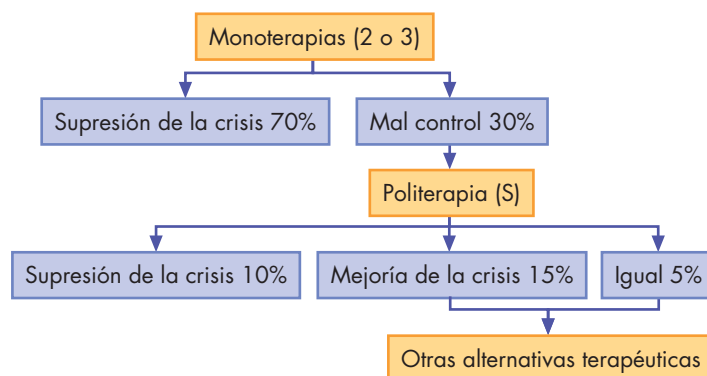 Monoterapias (2 o 3)
Supresión de la crisis 70%
Mal control 30%
Politerapia (S)
Supresión de la crisis 10%
Mejoría de la crisis 15%
Igual 5%
Otras alternativas terapéuticas